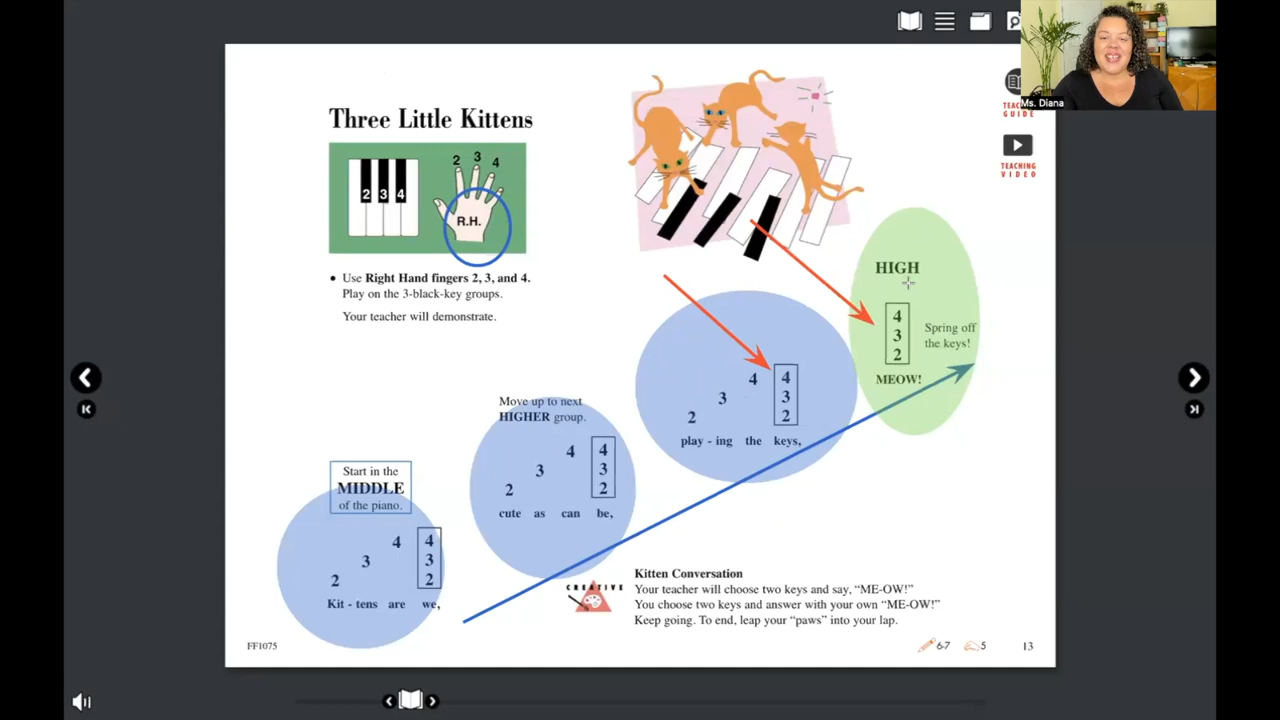 Ms. Diana
TEAC
GUIDE
TEACHING
VIDEO
Three Little Kittens
2 3 4
2 3 4
R.H.
• Use Right Hand fingers 2, 3, and 4.
Play on the 3-black-key groups.
Your teacher will demonstrate.
HIGH
4
3
2
Spring off
the keys!
MEOW!
4 4
3 3
2 2
play - ing the keys,
Move up to next
HIGHER group.
4 4
3 3
2 2
cute as can be,
Start in the
MIDDLE
of the piano.
4 4
3 3
2 2
Kit - tens are we,
CREATIVE
Kitten Conversation
Your teacher will choose two keys and say, “ME-OW!”
You choose two keys and answer with your own “ME-OW!”
Keep going. To end, leap your “paws” into your lap.
FF1075
6-7
5
13